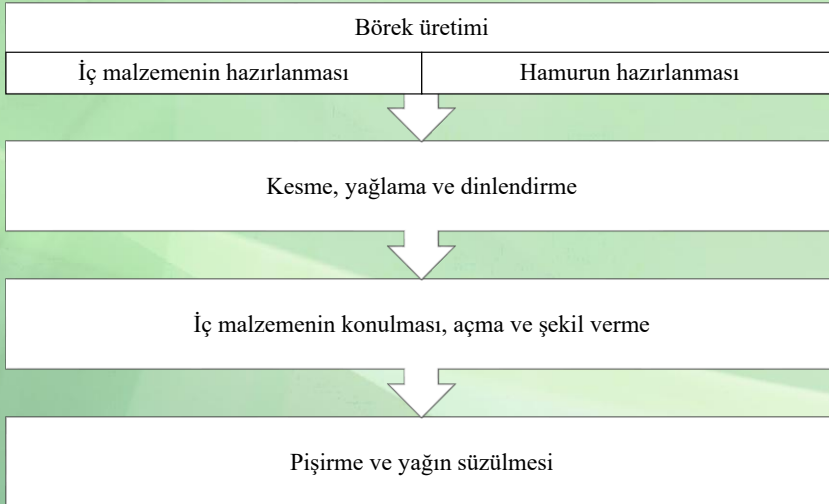 Börek üretimi
İç malzemenin hazırlanması
Hamurun hazırlanması
Kesme, yağlama ve dinlendirme
İç malzemenin konulması, açma ve şekil verme
Pişirme ve yağın süzülmesi